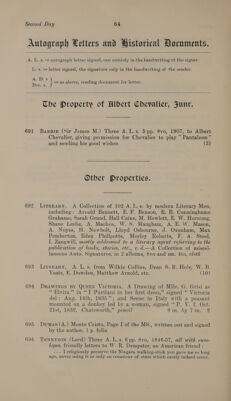 Second Day 64
Autograph Letters and Historical Documents.
A. L. s. = autograph letter signed, one entirely in the handwriting of the signer.
L. s. = letter signed, the signature only in the handwriting of the sender.
A. D. s.
Doc. s. } = as above, reading document for letter.
The Property of Albert Chevalier, Junr.
691 BARRIE (Sir James M.) Three A. L. s. 3 pp. 8vo, 1907, to Albert
Chevalier, giving permission for Chevalier to play "Pantaloon"
and sending his good wishes (3)
Other Properties.
692 LITERARY. A Collection of 102 A. L. s. by modern Literary Men,
including: Arnold Bennett, E. F. Benson, R. B. Cunninghame
Grahame, Sarah Grand, Hall Caine, M. Hewlett, E. W. Hornung,
Shane Leslie, A. Machen, W. S. Maugham, A. E. W. Mason,
A. Noyes, H. Newbolt, Lloyd Osbourne, J. Oxenham, Max
Pemberton, Eden Phillpotts, Morley Roberts, F. A. Steel,
I. Zangwill, mostly addressed to a literary agent referring to the
publication of books, stories, etc., v.d.—A Collection of miscel-
laneous Auto. Signatures, in 2 albums, 8vo and sm. 4to,
693 LITERARY. A. L. s. from Wilkie Collins, Dean S. R. Hole, W. B.
Yeats, E. Dowden, Matthew Arnold, etc. (10)
694 DRAWINGS BY QUEEN VICTORIA. A Drawing of Mlle. G. Grisi as
"Elvira" in "I Puritani in her first dress," signed "Victoria
del: Aug. 14th, 1835"; and Scene in Italy with a peasant
mounted on a donkey led by a woman, signed "P. V. f. Oct.
21st, 1832, Chatsworth," pencil 9 in. by 7 in. 2
695 DUMAS (A.) Monte Cristo, Page 1 of the MS., written out and signed
by the author, 1 p. folio
696 TENNYSON (Lord) Three A. L. s. 6 pp. 8vo, 1846-57, all with enve-
lopes, friendly letters to W. R. Dempster, an American friend:
. . . I religiously preserve the Niagara walking-stick you gave me so long
ago, never using it on only on occasions of state which rarely indeed occur.